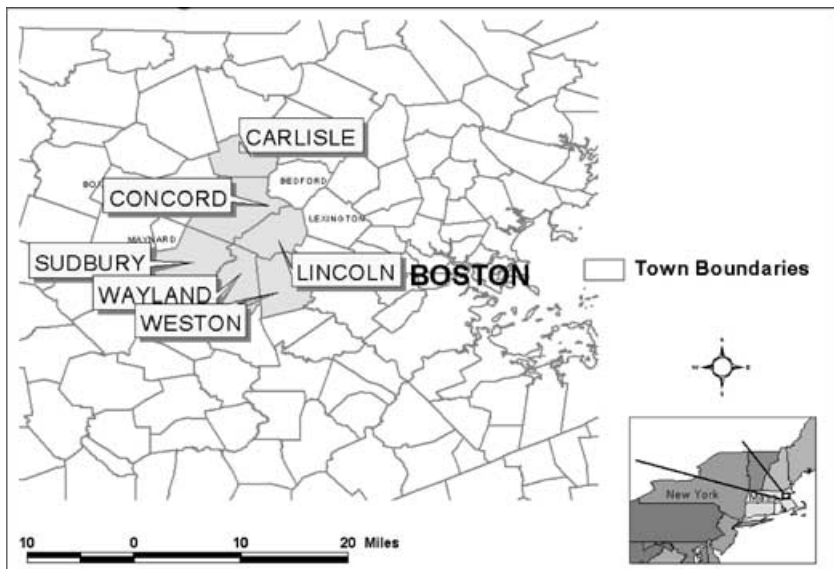 CARLISLE
BEDFORD
CONCORD
LEXINGTON
MAYNARD
SUDBURY
LINCOLN
BOSTON
WAYLAND
WESTON
Town Boundaries
New York
10 0 10 20 Miles